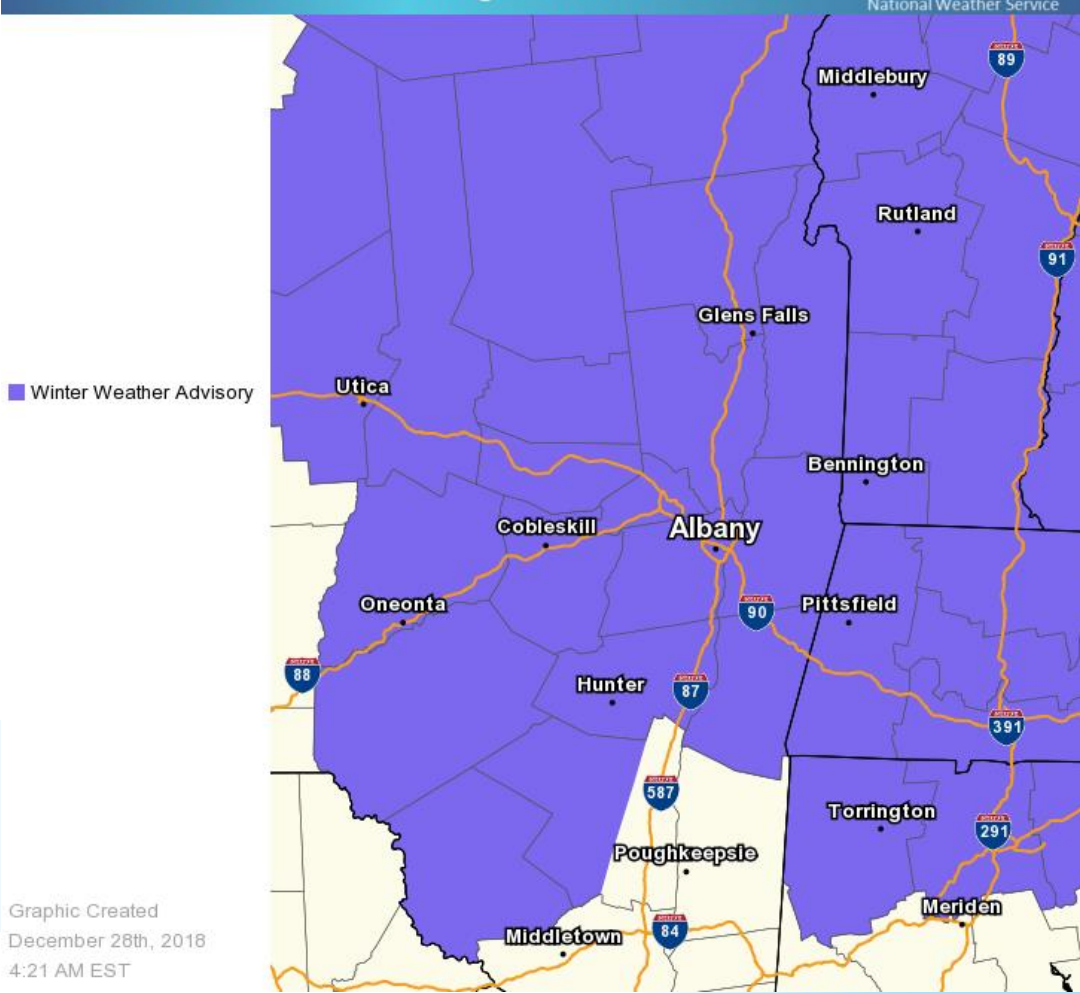 National Weather Service
Middlebury
89
Rutland
91
Glens Falls
Winter Weather Advisory
Utica
Bennington
Cobleskill
Albany
Oneonta
90
Pittsfield
88
Hunter
87
391
587
Torrington
291
Poughkeepsie
Meriden
84
Middletown
Graphic Created
December 28th, 2018
4:21 AM EST